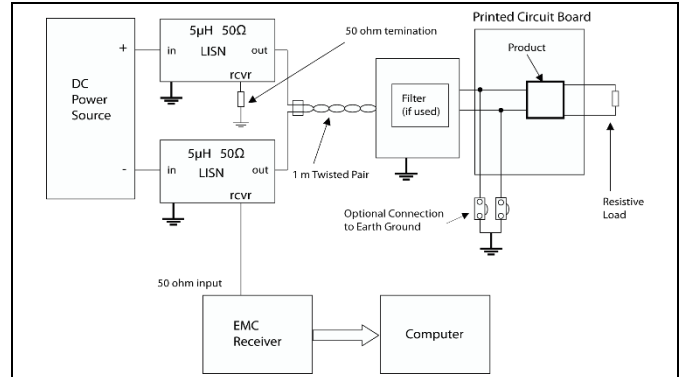 Printed Circuit Board
5μH 50Ω
LISN
in
out
rcvr
50 ohm temination
Product
+
DC
Power
Source
-
Filter
(if used)
5μH 50Ω
LISN
in
out
rcvr
1 m Twisted Pair
Optional Connection
to Earth Ground
Resistive
Load
50 ohm input
EMC
Receiver
Computer